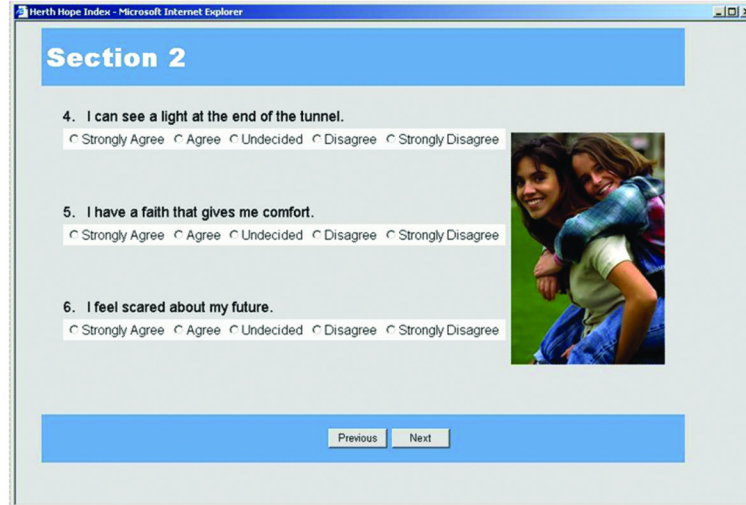 Herth Hope Index - Microsoft Internet Explorer
Section 2
4. I can see a light at the end of the tunnel.
Strongly Agree Agree Undecided Disagree Strongly Disagree
5. I have a faith that gives me comfort.
Strongly Agree Agree Undecided Disagree Strongly Disagree
6. I feel scared about my future.
Strongly Agree Agree Undecided Disagree Strongly Disagree
Previous Next